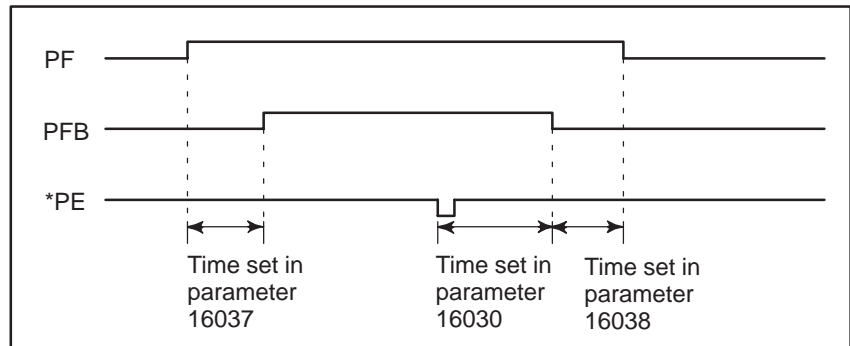 PF
PFB
*PE
Time set in
parameter
16037
Time set in
parameter
16030
Time set in
parameter
16038